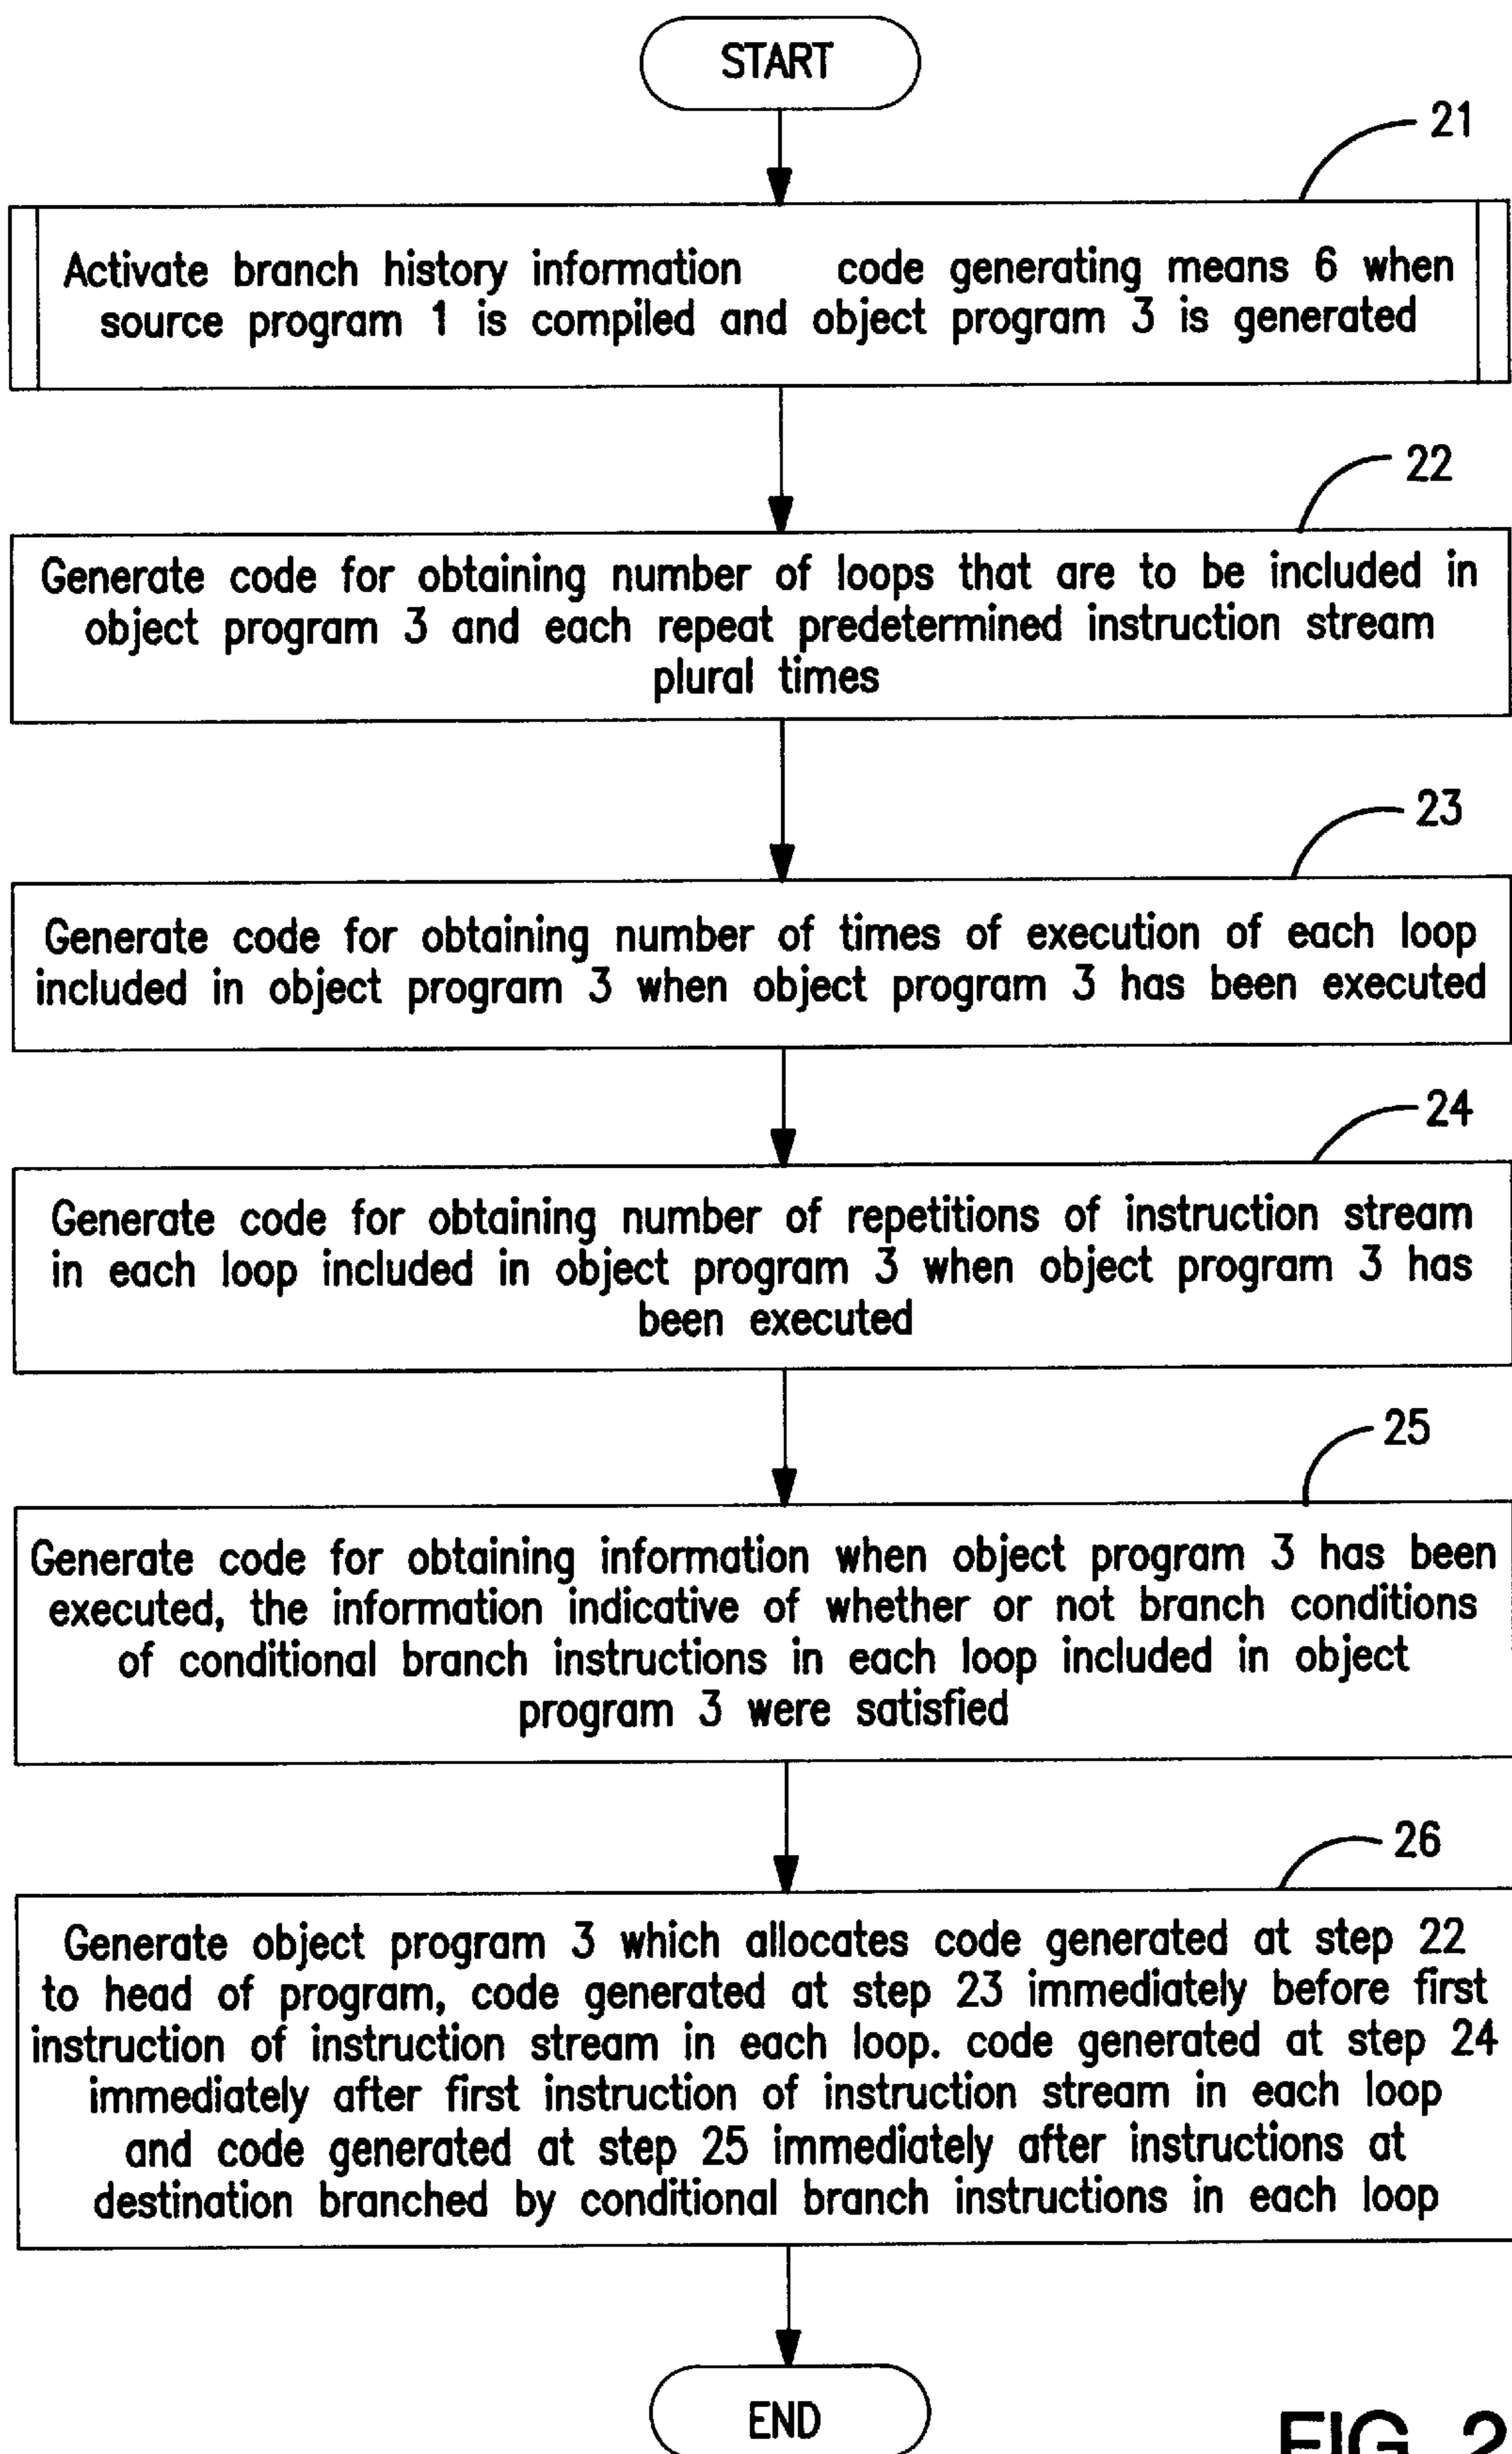 START
21
Activate branch history information code generating means 6 when
source program 1 is compiled and object program 3 is generated
22
Generate code for obtaining number of loops that are to be included in
object program 3 and each repeat predetermined instruction stream
plural times
23
Generate code for obtaining number of times of execution of each loop
included in object program 3 when object program 3 has been executed
24
Generate code for obtaining number of repetitions of instruction stream
in each loop included in object program 3 when object program 3 has
been executed
25
Generate code for obtaining information when object program 3 has been
executed, the information indicative of whether or not branch conditions
of conditional branch instructions in each loop included in object
program 3 were satisfied
26
Generate object program 3 which allocates code generated at step 22
to head of program, code generated at step 23 immediately before first
instruction of instruction stream in each loop. code generated at step 24
immediately after first instruction of instruction stream in each loop
and code generated at step 25 immediately after instructions at
destination branched by conditional branch instructions in each loop
END
FIG. 2